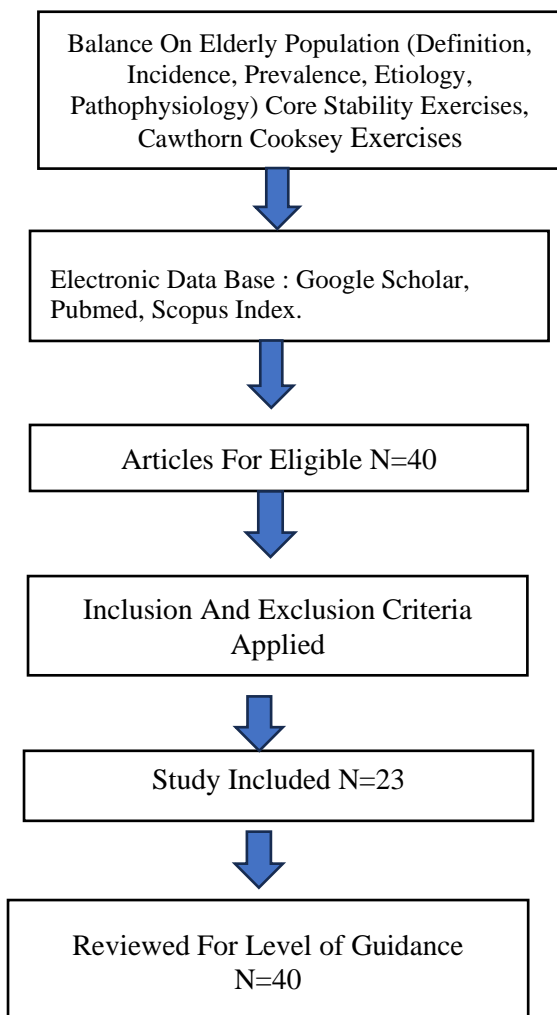 Balance On Elderly Population (Definition,
Incidence, Prevalence, Etiology,
Pathophysiology) Core Stability Exercises,
Cawthorn Cooksey Exercises
Electronic Data Base : Google Scholar,
Pubmed, Scopus Index.
Articles For Eligible N=40
Inclusion And Exclusion Criteria
Applied
Study Included N=23
Reviewed For Level of Guidance
N=40